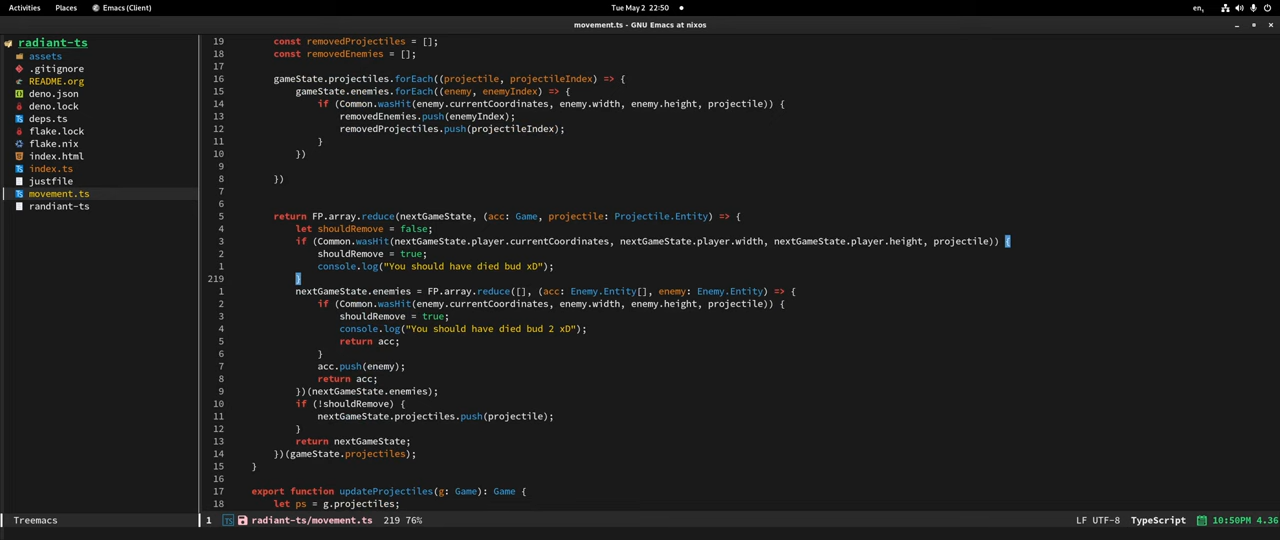 Activities Places Emacs (Client) Tue May 2 22:50 en,
movement.ts - GNU Emacs at nixos
radiant-ts
assets
.gitignore
README.org
deno.json
deno.lock
deps.ts
flake.lock
flake.nix
index.html
index.ts
justfile
movement.ts
randiant-ts
19 const removedProjectiles = [];
18 const removedEnemies = [];
17
16 gameState.projectiles.forEach((projectile, projectileIndex) => {
15 gameState.enemies.forEach((enemy, enemyIndex) => {
14 if (Common.wasHit(enemy.currentCoordinates, enemy.width, enemy.height, projectile)) {
13 removedEnemies.push(enemyIndex);
12 removedProjectiles.push(projectileIndex);
11 }
10 })
9
8 })
7
6
5 return FP.array.reduce(nextGameState, (acc: Game, projectile: Projectile.Entity) => {
4 let shouldRemove = false;
3 if (Common.wasHit(nextGameState.player.currentCoordinates, nextGameState.player.width, nextGameState.player.height, projectile)) {
2 shouldRemove = true;
1 console.log("You should have died bud xD");
219 }
1 nextGameState.enemies = FP.array.reduce([], (acc: Enemy.Entity[], enemy: Enemy.Entity) => {
2 if (Common.wasHit(enemy.currentCoordinates, enemy.width, enemy.height, projectile)) {
3 shouldRemove = true;
4 console.log("You should have died bud 2 xD");
5 return acc;
6 }
7 acc.push(enemy);
8 return acc;
9 })(nextGameState.enemies);
10 if (!shouldRemove) {
11 nextGameState.projectiles.push(projectile);
12 }
13 return nextGameState;
14 })(gameState.projectiles);
15 }
16
17 export function updateProjectiles(g: Game): Game {
18 let ps = g.projectiles;
Treemacs 1 TS radiant-ts/movement.ts 219 76% LF UTF-8 TypeScript 10:50PM 4.36